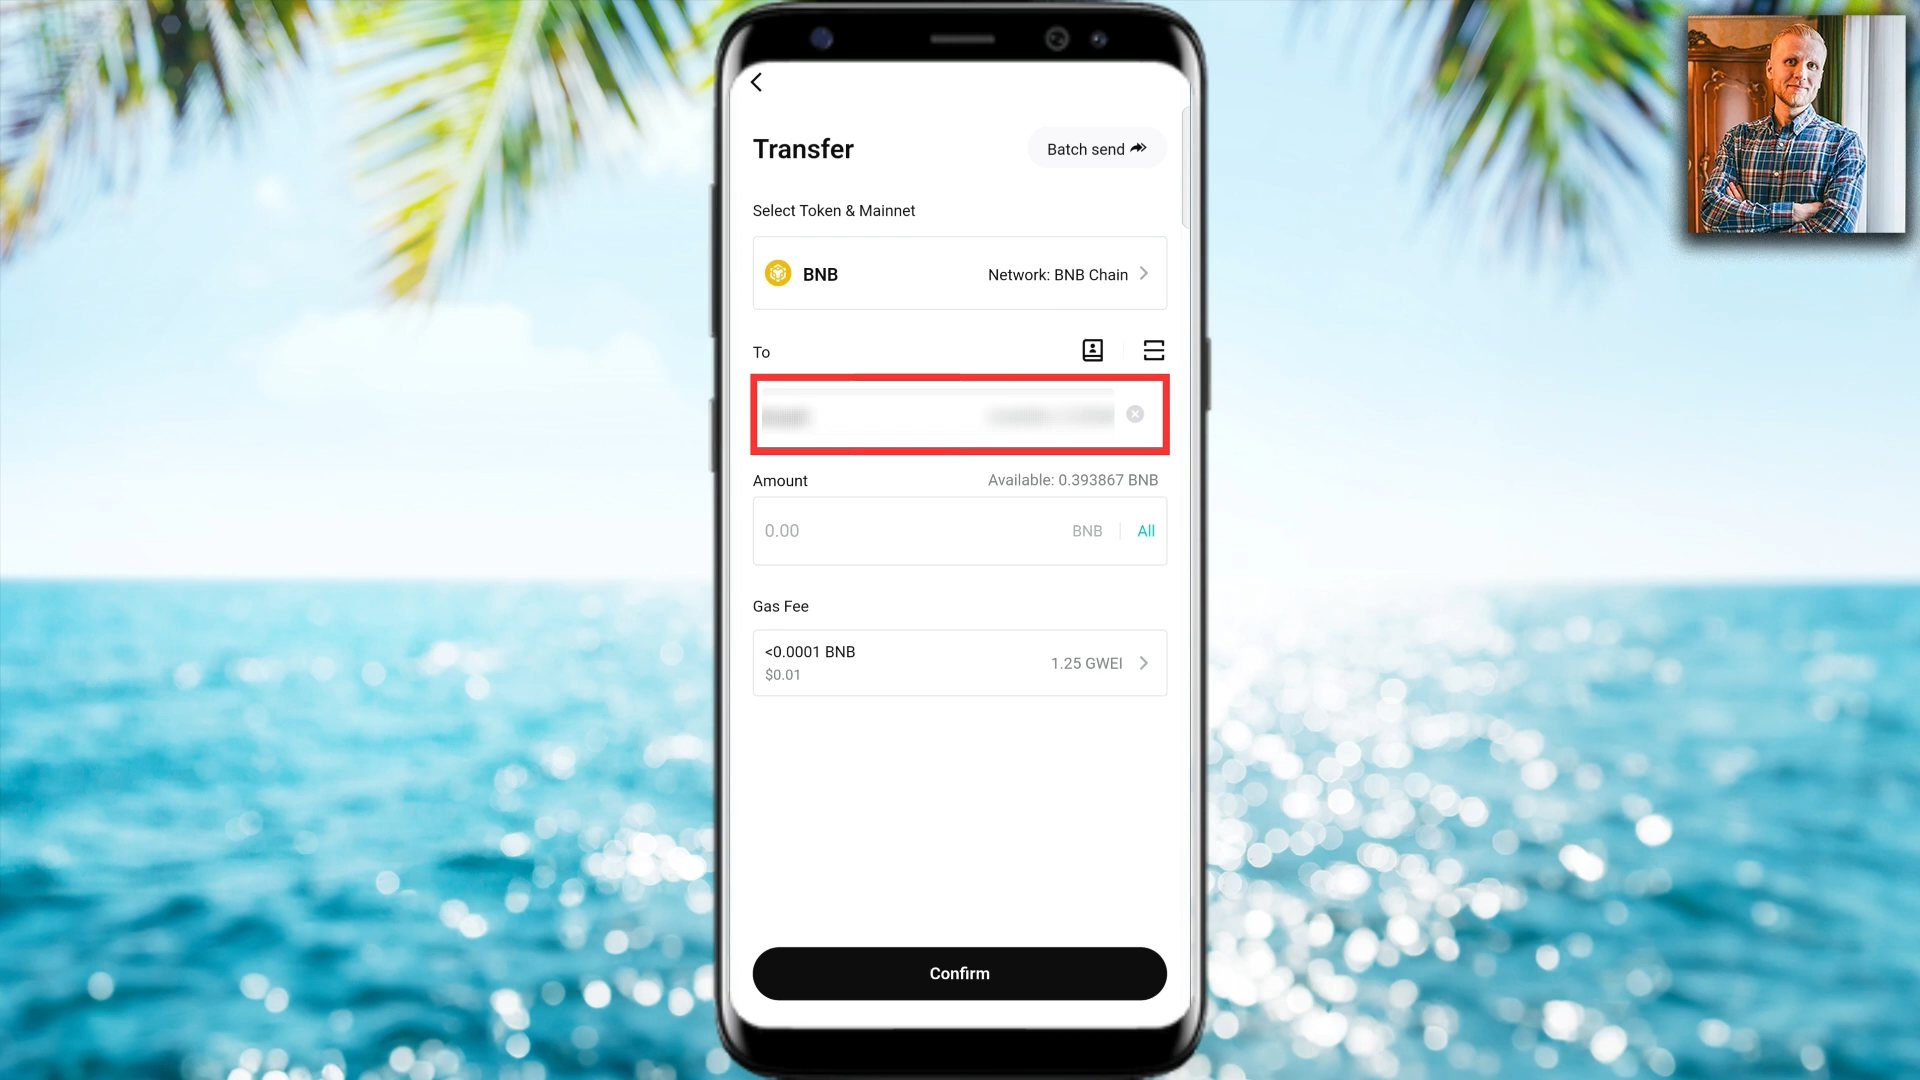 Transfer
Batch send
Select Token & Mainnet
BNB
Network: BNB Chain
To
Amount
Available: 0.393867 BNB
0.00
BNB
All
Gas Fee
<0.0001 BNB
$0.01
1.25 GWEI
Confirm